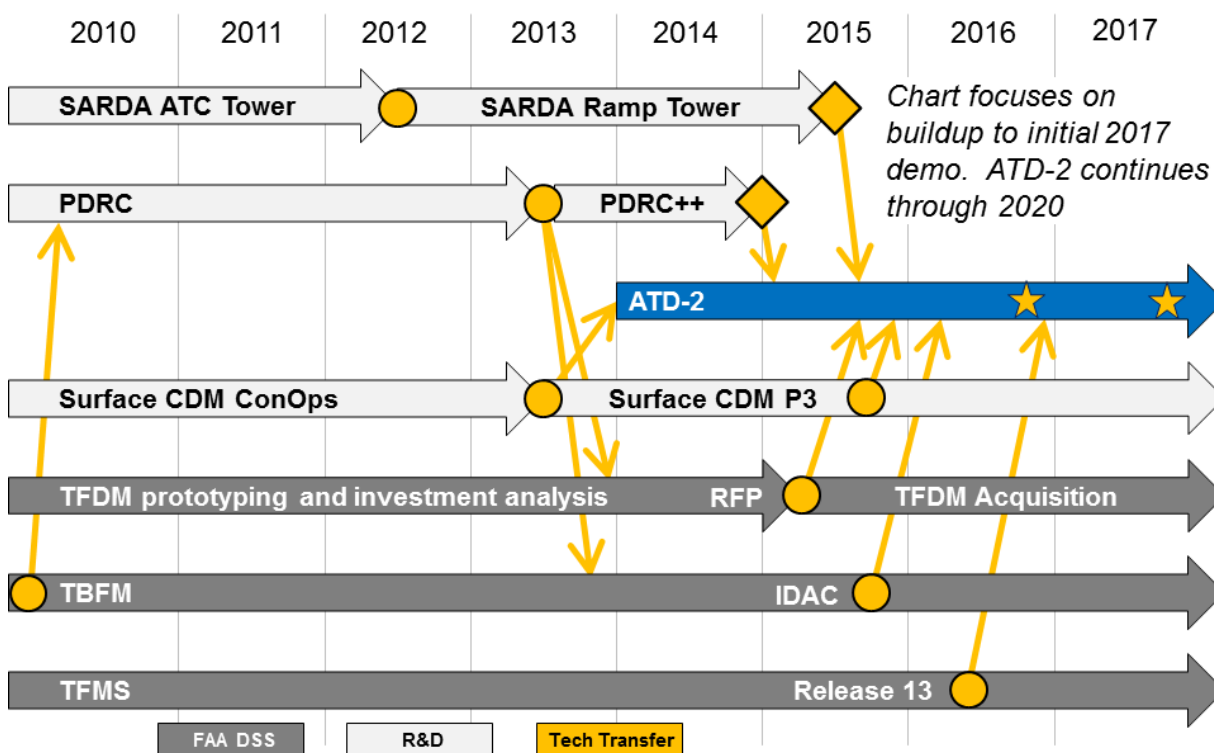 2010 2011 2012 2013 2014 2015 2016 2017
SARDA ATC Tower SARDA Ramp Tower
Chart focuses on
buildup to initial 2017
demo. ATD-2 continues
through 2020
PDRC PDRC++
ATD-2
Surface CDM ConOps Surface CDM P3
TFDM prototyping and investment analysis RFP TFDM Acquisition
TBFM IDAC
TFMS Release 13
FAA DSS R&D Tech Transfer